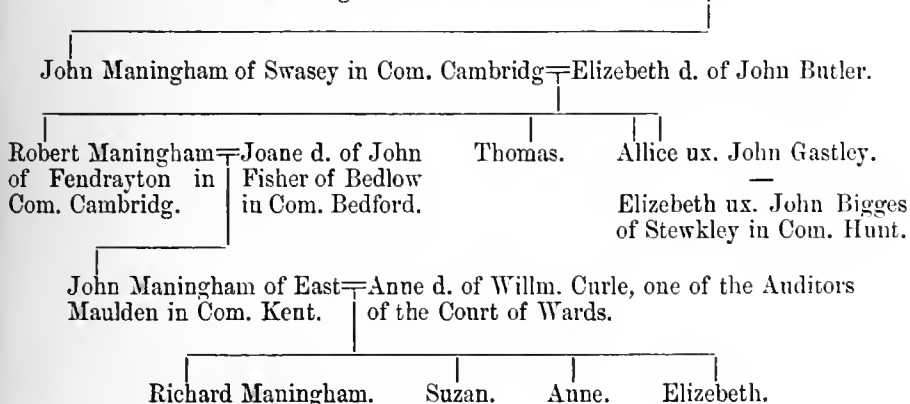 John Maningham of Swasey in Com. Cambridg Elizebeth d. of John Butler.
Robert Maningham Joane d. of John Thomas. Allice ux. John Gastley.
of Fendrayton in Fisher of Bedlow —
Com. Cambridg. in Com. Bedford. Elizebeth ux. John Bigges
of Stewkley in Com. Hunt.
John Maningham of East Anne d. of Willm. Curle, one of the Auditors
Maulden in Com. Kent. of the Court of Wards.
Richard Maningham. Suzan. Anne. Elizebeth.